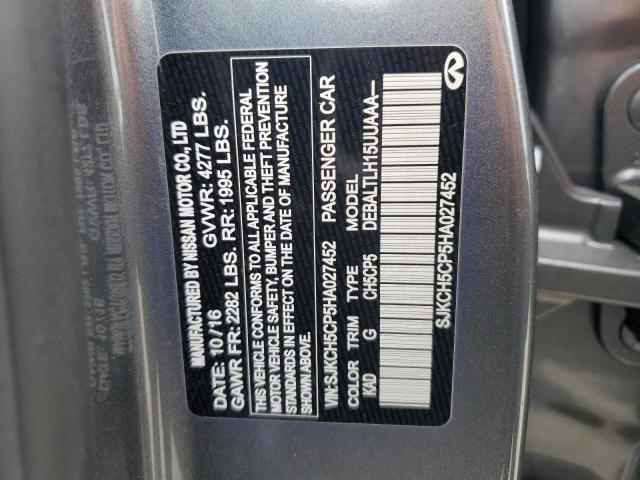 MANUFACTURED BY NISSAN MOTOR CO., LTD
DATE: 10/16 GVWR: 4277 LBS.
GAWR FR: 2282 LBS. RR: 1995 LBS.
THIS VEHICLE CONFORMS TO ALL APPLICABLE FEDERAL
MOTOR VEHICLE SAFETY, BUMPER AND THEFT PREVENTION
STANDARDS IN EFFECT ON THE DATE OF MANUFACTURE
SHOWN ABOVE.
VIN: SJKCH5CP5HA027452 PASSENGER CAR
COLOR TRIM TYPE MODEL
KAD G CH5CP5 DEBALTLH15UUAAA—
SJKCH5CP5HA027452